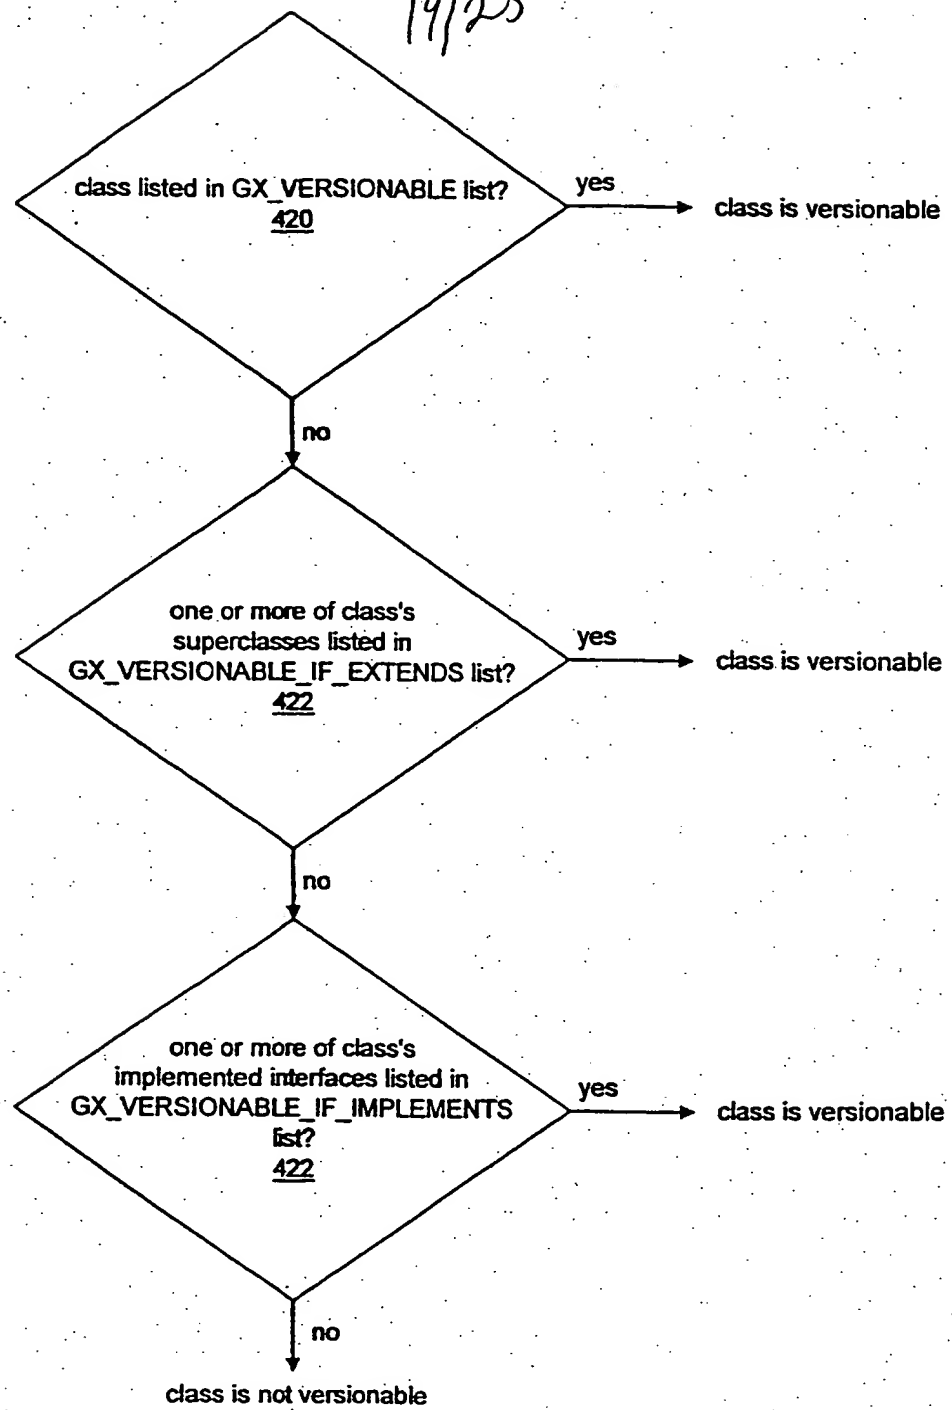 19/25
class listed in GX_VERSIONABLE list?
420
yes
class is versionable
no
one or more of class's
superclasses listed in
GX_VERSIONABLE_IF_EXTENDS list?
422
yes
class is versionable
no
one or more of class's
implemented interfaces listed in
GX_VERSIONABLE_IF_IMPLEMENTS
list?
422
yes
class is versionable
no
class is not versionable